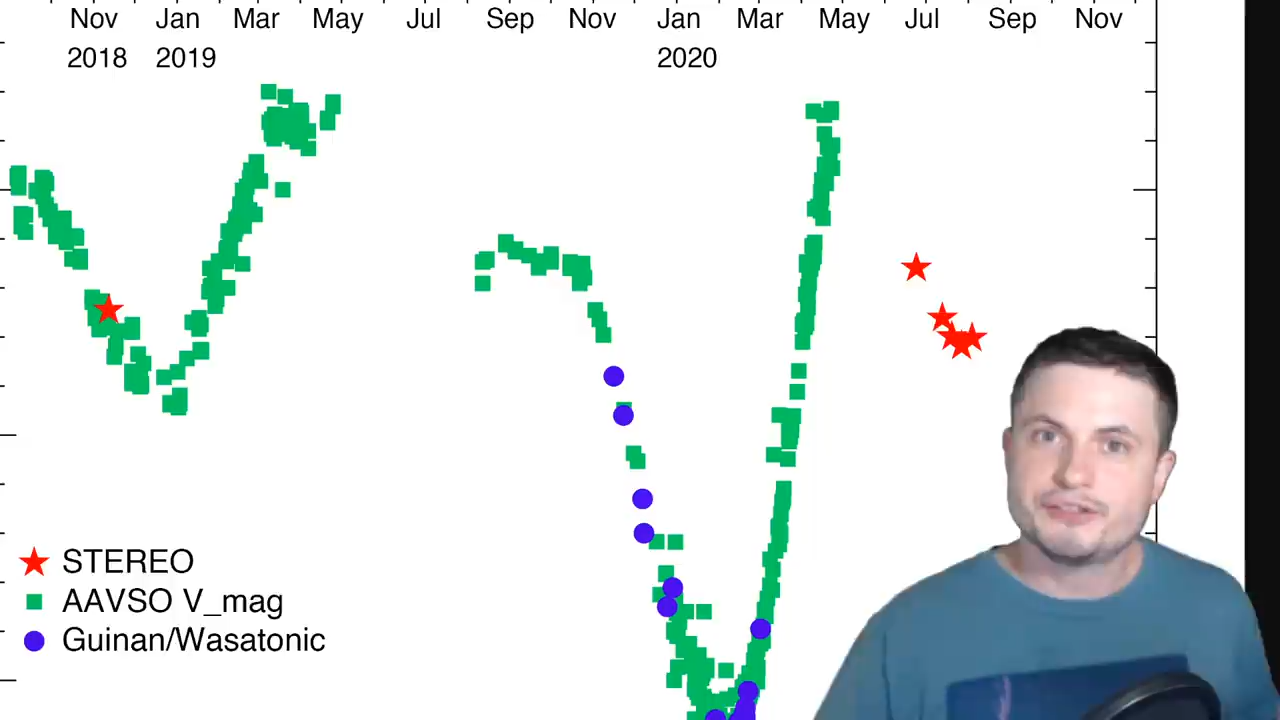 Nov Jan Mar May Jul Sep Nov Jan Mar May Jul Sep Nov
2018 2019 2020
STEREO
AAVSO V_mag
Guinan/Wasatonic